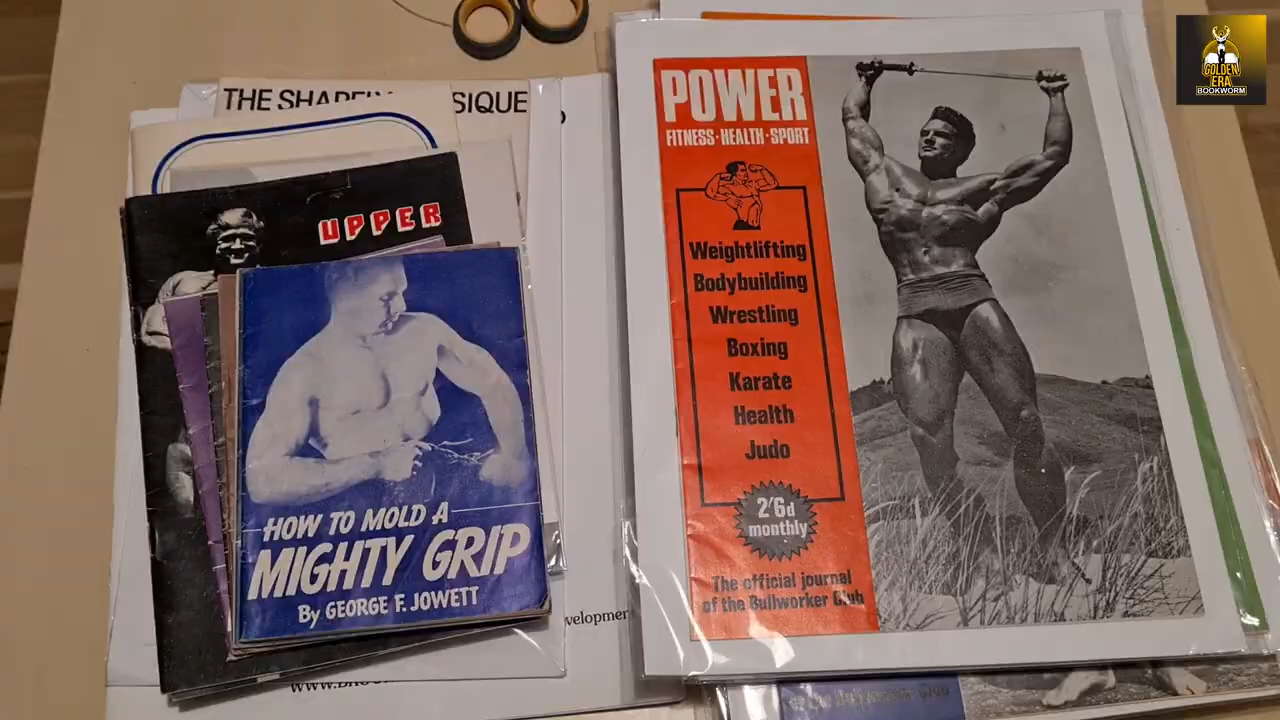 GOLDEN
ERA
BOOKWORM
THE SHAPELY
SIQUE
UPPER
HOW TO MOLD A
MIGHTY GRIP
By GEORGE F. JOWETT
POWER
FITNESS·HEALTH·SPORT
Weightlifting
Bodybuilding
Wrestling
Boxing
Karate
Health
Judo
2'6d
monthly
The official journal
of the Bullworker Club